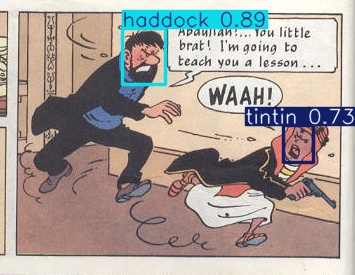 haddock 0.89
Abdullah!...You little
brat! I'm going to
teach you a lesson...
WAAH!
tintin 0.73